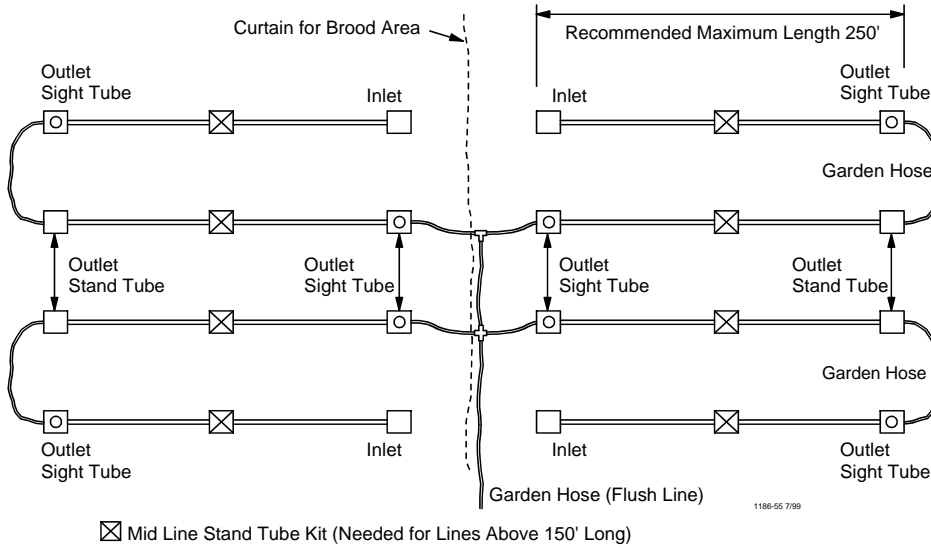 Curtain for Brood Area
Recommended Maximum Length 250'
Outlet
Sight Tube
Inlet
Inlet
Outlet
Sight Tube
Garden Hose
Outlet
Stand Tube
Outlet
Sight Tube
Outlet
Sight Tube
Outlet
Stand Tube
Garden Hose
Outlet
Sight Tube
Inlet
Inlet
Outlet
Sight Tube
Garden Hose (Flush Line)
1186-55 7/99
Mid Line Stand Tube Kit (Needed for Lines Above 150' Long)